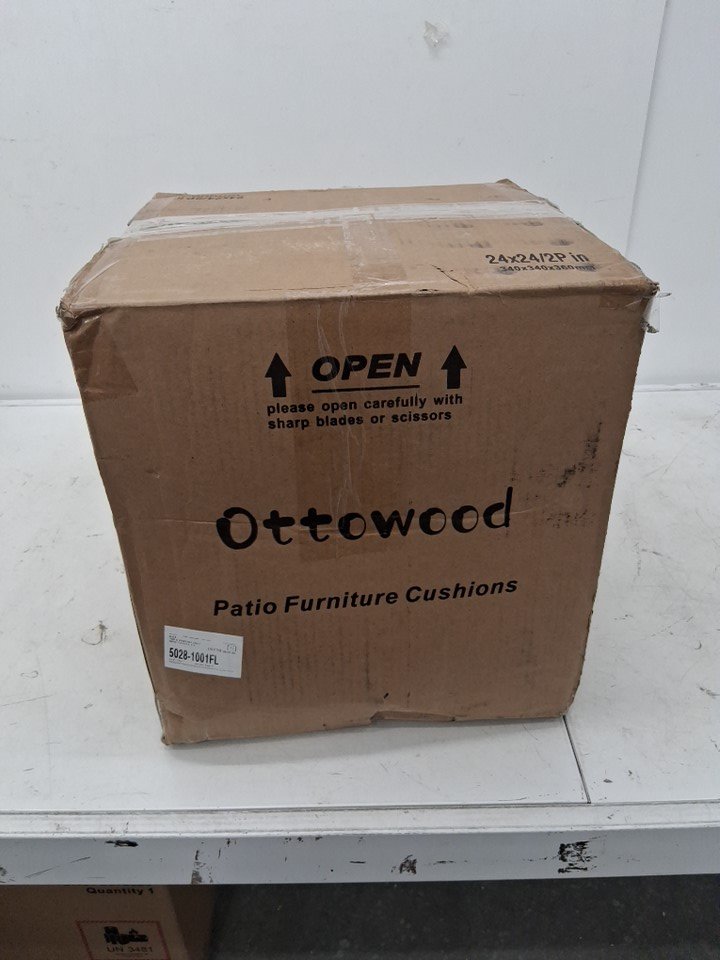 24x24/2P in
340x340x360mm
OPEN
please open carefully with
sharp blades or scissors
Ottowood
Patio Furniture Cushions
5028-1001FL
Quantity 1
UN 3481